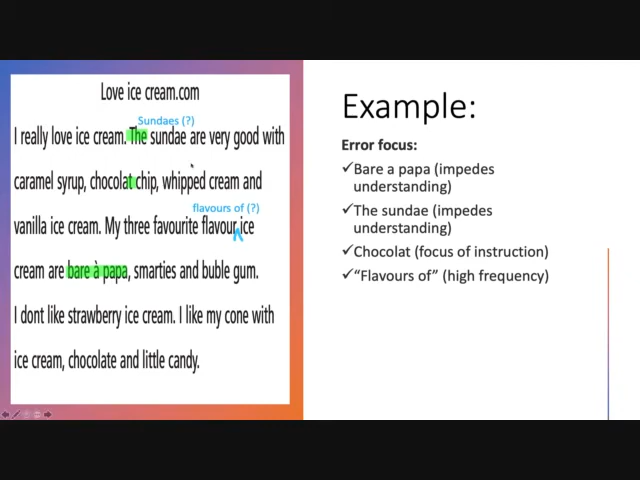 Love ice cream.com
Sundaes (?)
I really love ice cream. The sundae are very good with
caramel syrup, chocolat chip, whipped cream and
flavours of (?)
vanilla ice cream. My three favourite flavour ice
cream are bare à papa, smarties and buble gum.
I dont like strawberry ice cream. I like my cone with
ice cream, chocolate and little candy.
Example:
Error focus:
✓Bare a papa (impedes
understanding)
✓The sundae (impedes
understanding)
✓Chocolat (focus of instruction)
✓“Flavours of” (high frequency)